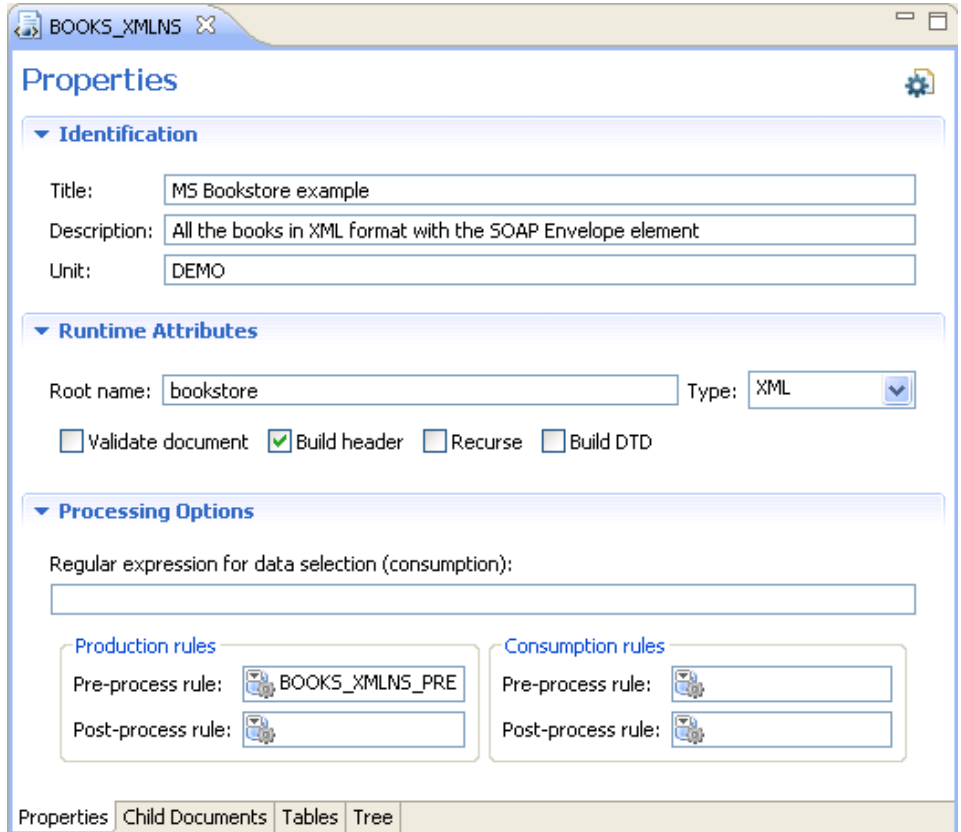 BOOKS_XMLNS
Properties
Identification
Title: MS Bookstore example
Description: All the books in XML format with the SOAP Envelope element
Unit: DEMO
Runtime Attributes
Root name: bookstore Type: XML
Validate document Build header Recurse Build DTD
Processing Options
Regular expression for data selection (consumption):
Production rules Consumption rules
Pre-process rule: BOOKS_XMLNS_PRE Pre-process rule:
Post-process rule: Post-process rule:
Properties Child Documents Tables Tree